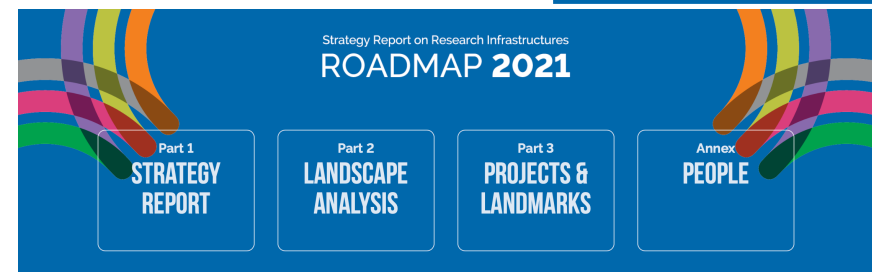 Strategy Report on Research Infrastructures
ROADMAP 2021
Part 1
STRATEGY
REPORT
Part 2
LANDSCAPE
ANALYSIS
Part 3
PROJECTS &
LANDMARKS
Annex
PEOPLE